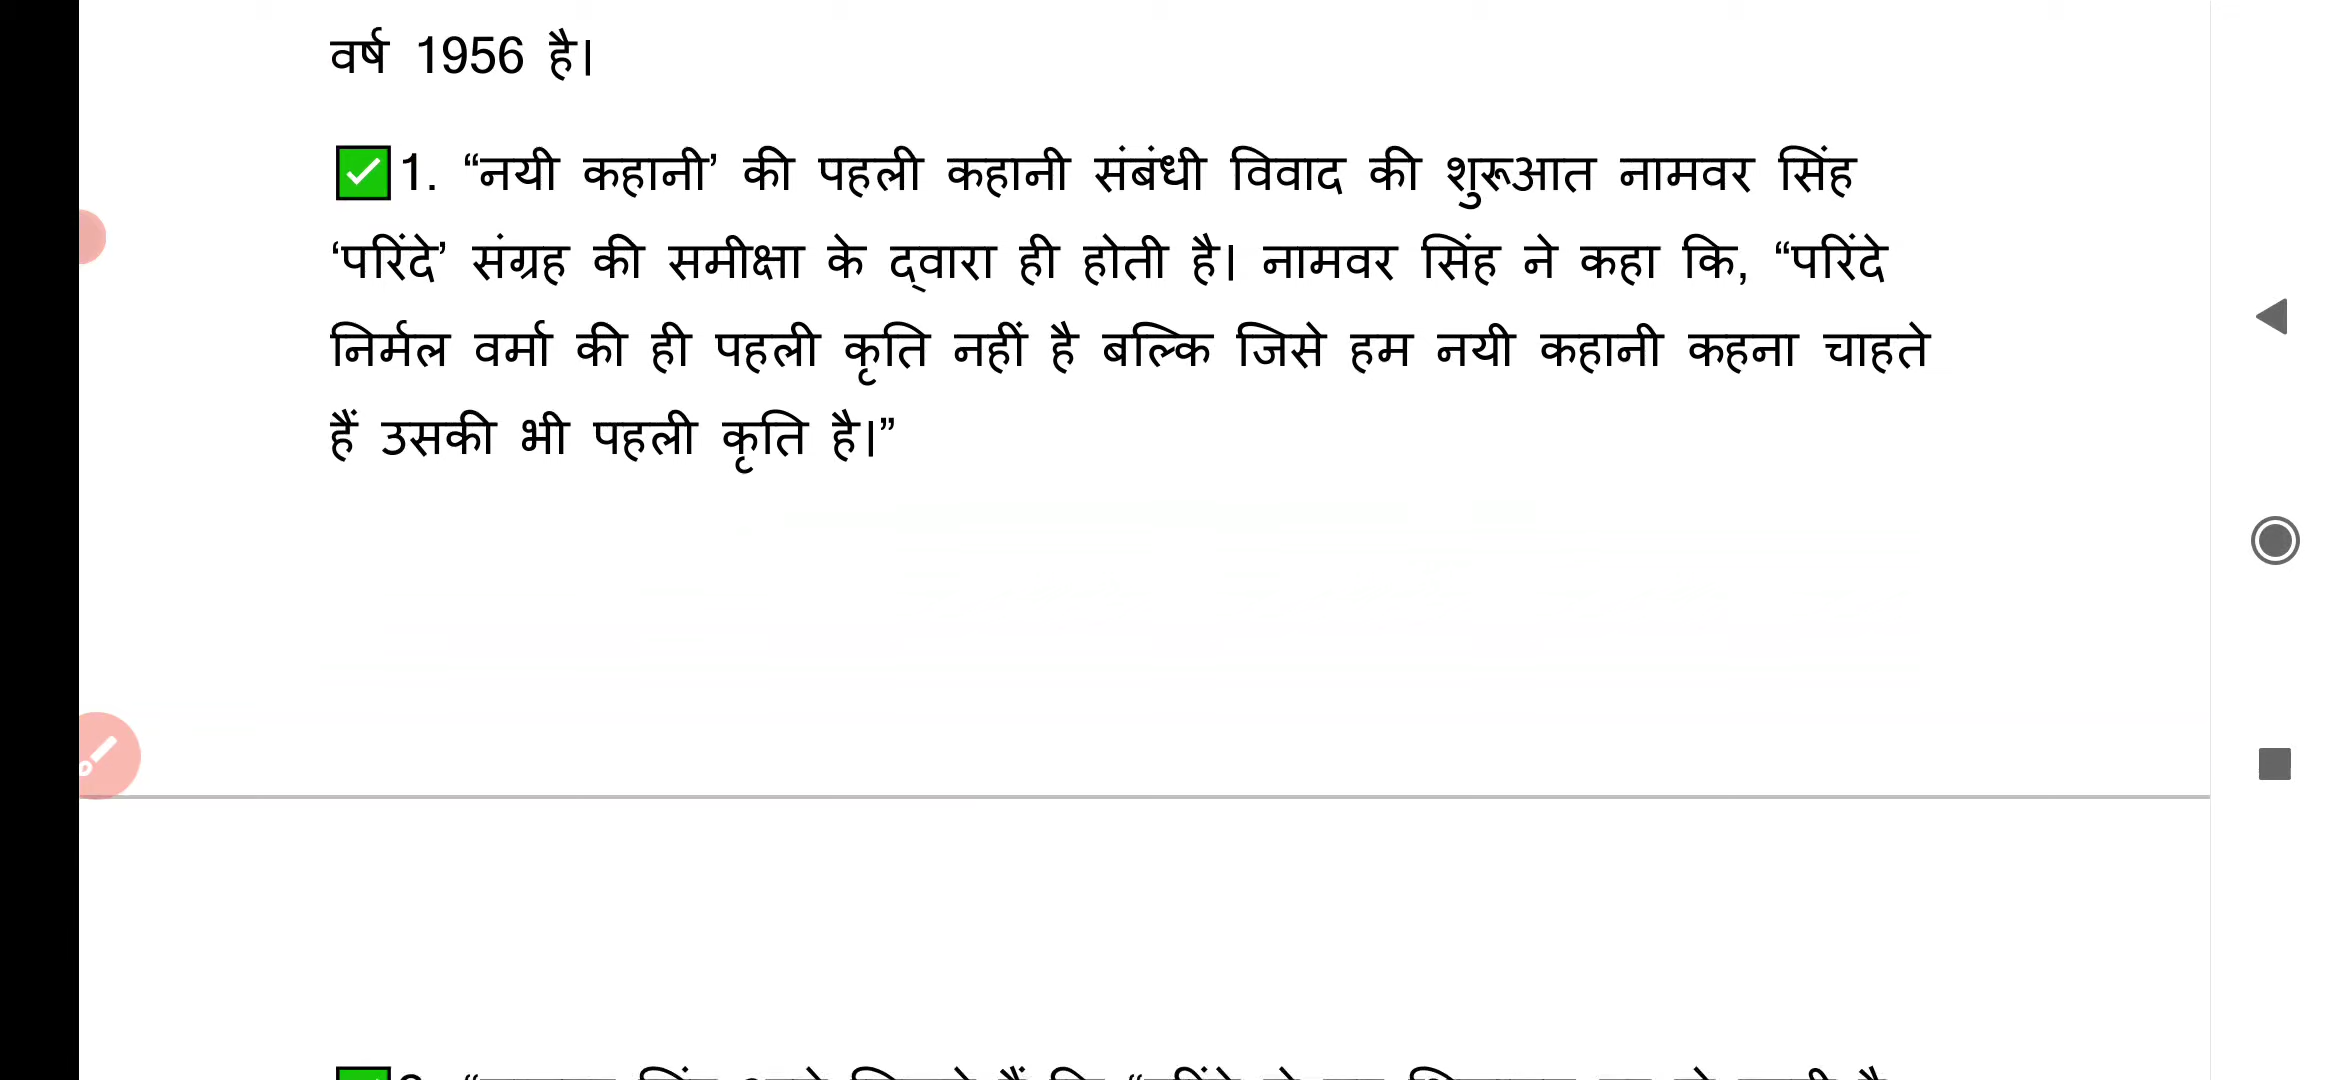 वर्ष 1956 है।
1. “नयी कहानी’ की पहली कहानी संबंधी विवाद की शुरूआत नामवर सिंह
‘परिंदे’ संग्रह की समीक्षा के द्वारा ही होती है। नामवर सिंह ने कहा कि, “परिंदे
निर्मल वर्मा की ही पहली कृति नहीं है बल्कि जिसे हम नयी कहानी कहना चाहते
हैं उसकी भी पहली कृति है।”